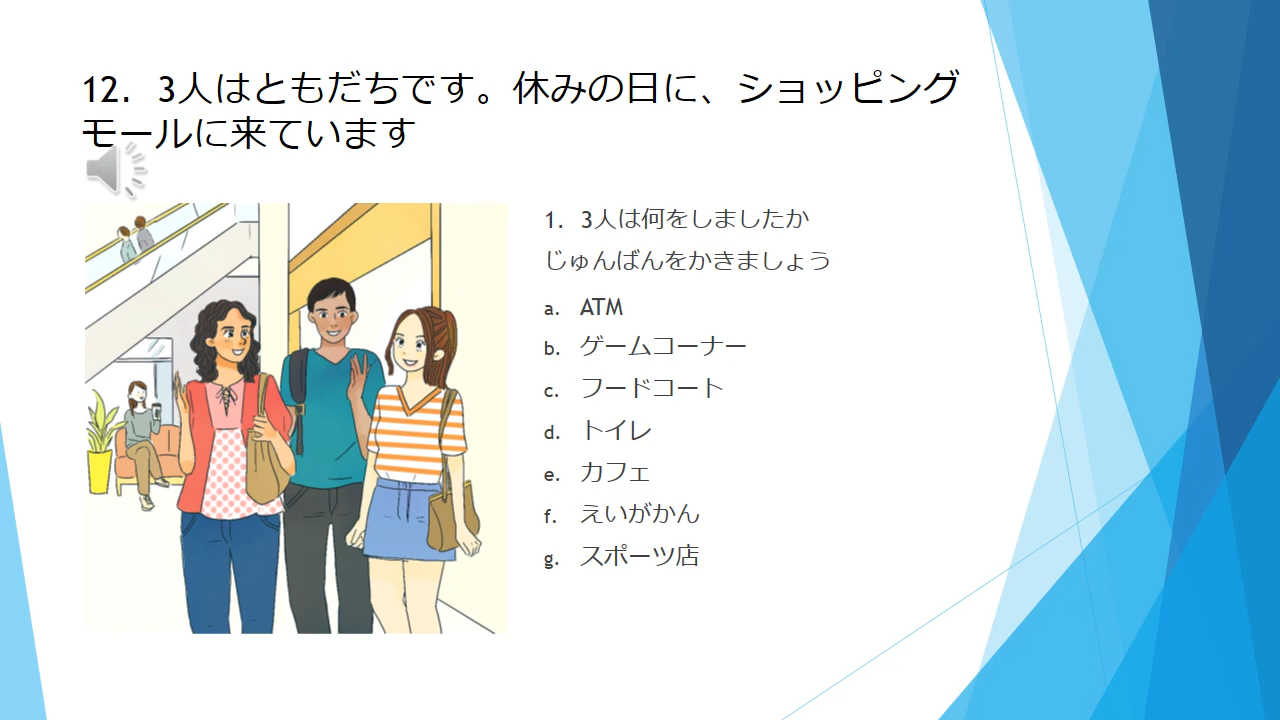 12．3人はともだちです。休みの日に、ショッピング
モールに来ています
1．3人は何をしましたか
じゅんばんをかきましょう
a. ATM
b. ゲームコーナー
c. フードコート
d. トイレ
e. カフェ
f. えいがかん
g. スポーツ店